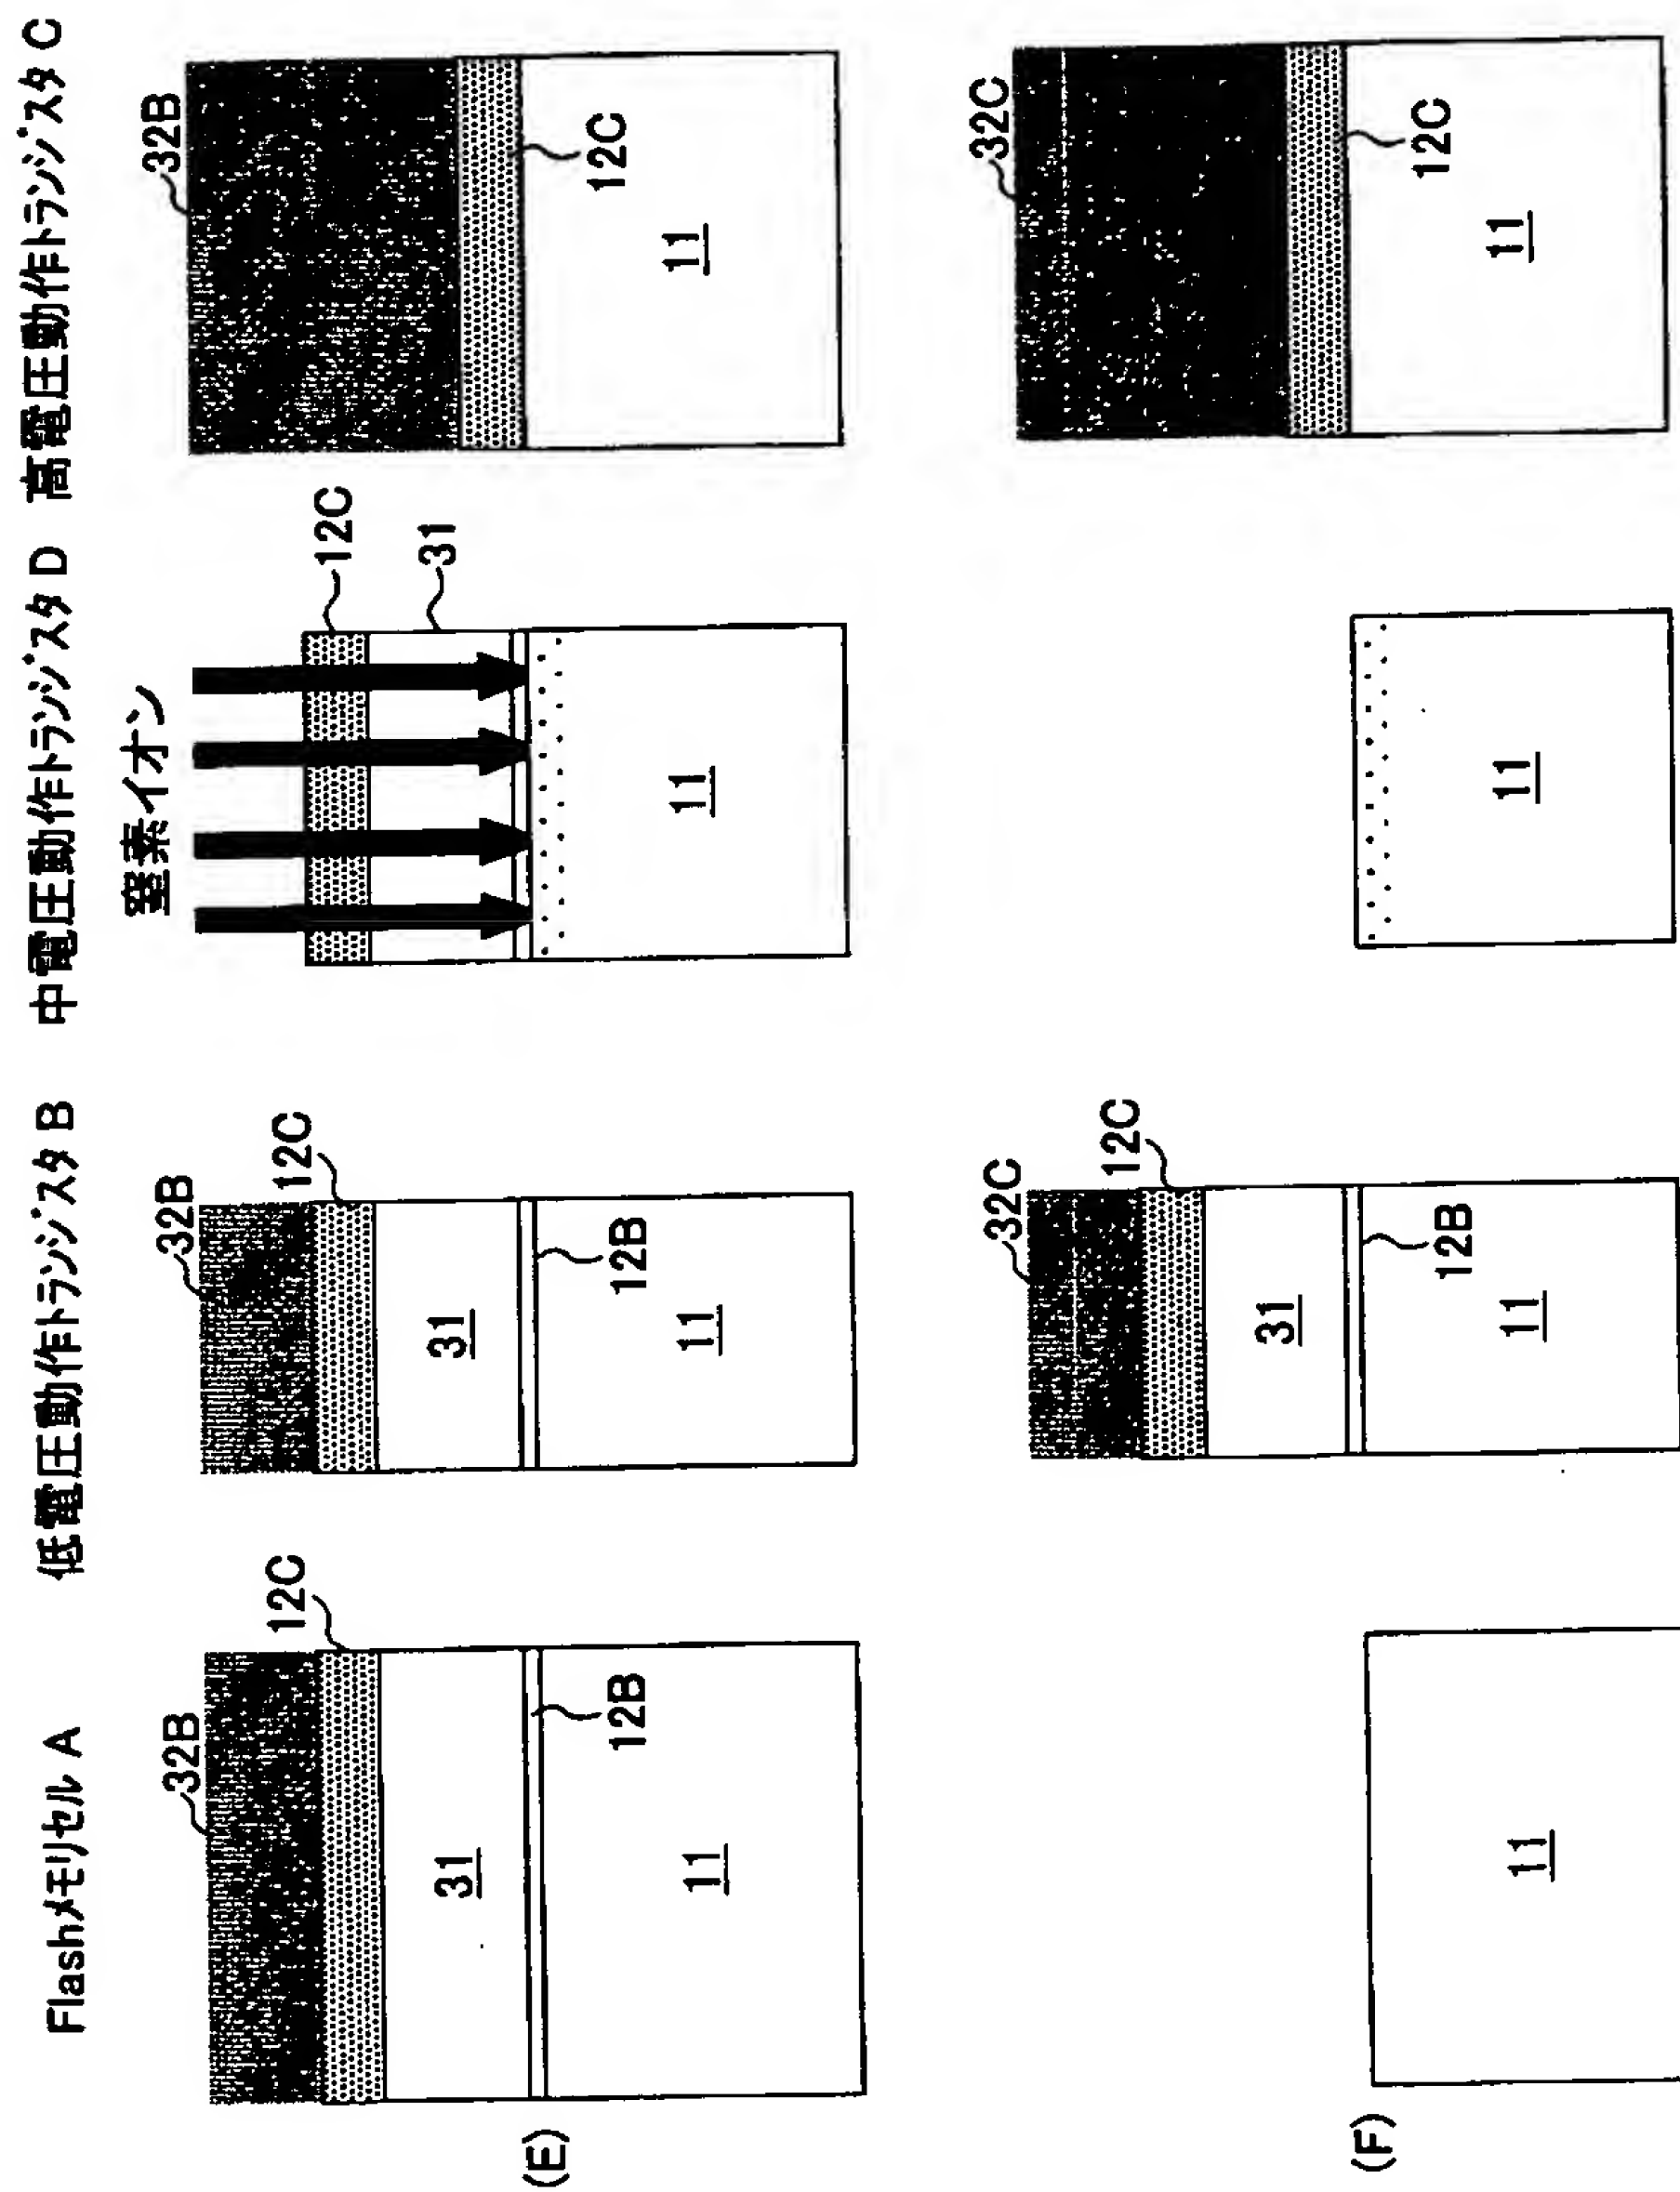 Flashメモリセル A
低電圧動作トランジスタ B
中電圧動作トランジスタ D
高電圧動作トランジスタ C
窒素イオン
(E)
32B
12C
31
12B
11
32B
12C
31
12B
11
12C
31
11
32B
12C
11
(F)
11
32C
12C
31
12B
11
11
32C
12C
11